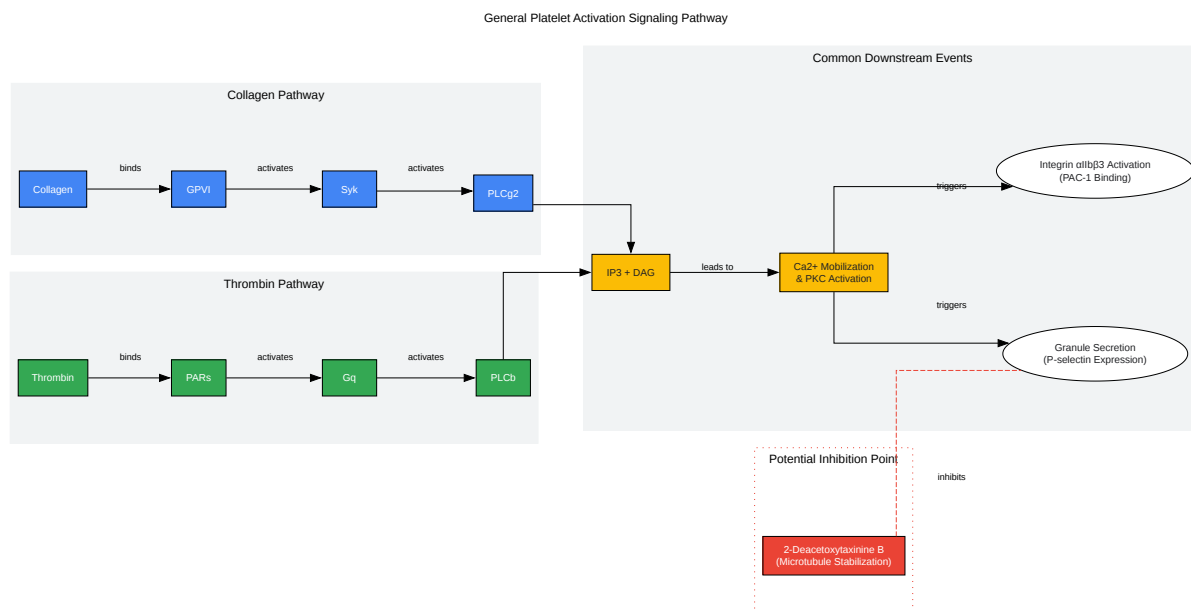 General Platelet Activation Signaling Pathway
Common Downstream Events
Collagen Pathway
Collagen
binds
GPVI
activates
Syk
activates
PLCg2
Integrin αIIbβ3 Activation
(PAC-1 Binding)
triggers
IP3 + DAG
leads to
Ca2+ Mobilization
& PKC Activation
Thrombin Pathway
Thrombin
binds
PARs
activates
Gq
activates
PLCb
triggers
Granule Secretion
(P-selectin Expression)
Potential Inhibition Point
inhibits
2-Deacetoxytaxinine B
(Microtubule Stabilization)